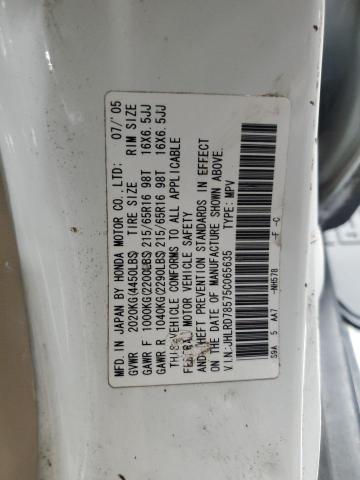 MFD. IN JAPAN BY HONDA MOTOR CO., LTD: 07/'05
GVWR 2020KG(4450LBS) TIRE SIZE RIM SIZE
GAWR F 1000KG(2200LBS) 215/65R16 98T 16X6.5JJ
GAWR R 1040KG(2290LBS) 215/65R16 98T 16X6.5JJ
THIS VEHICLE CONFORMS TO ALL APPLICABLE
FEDERAL MOTOR VEHICLE SAFETY
AND THEFT PREVENTION STANDARDS IN EFFECT
ON THE DATE OF MANUFACTURE SHOWN ABOVE.
V.I.N:JHLRD78575C065635 TYPE: MPV
S9A 5 AA7 -NH578 -F -C